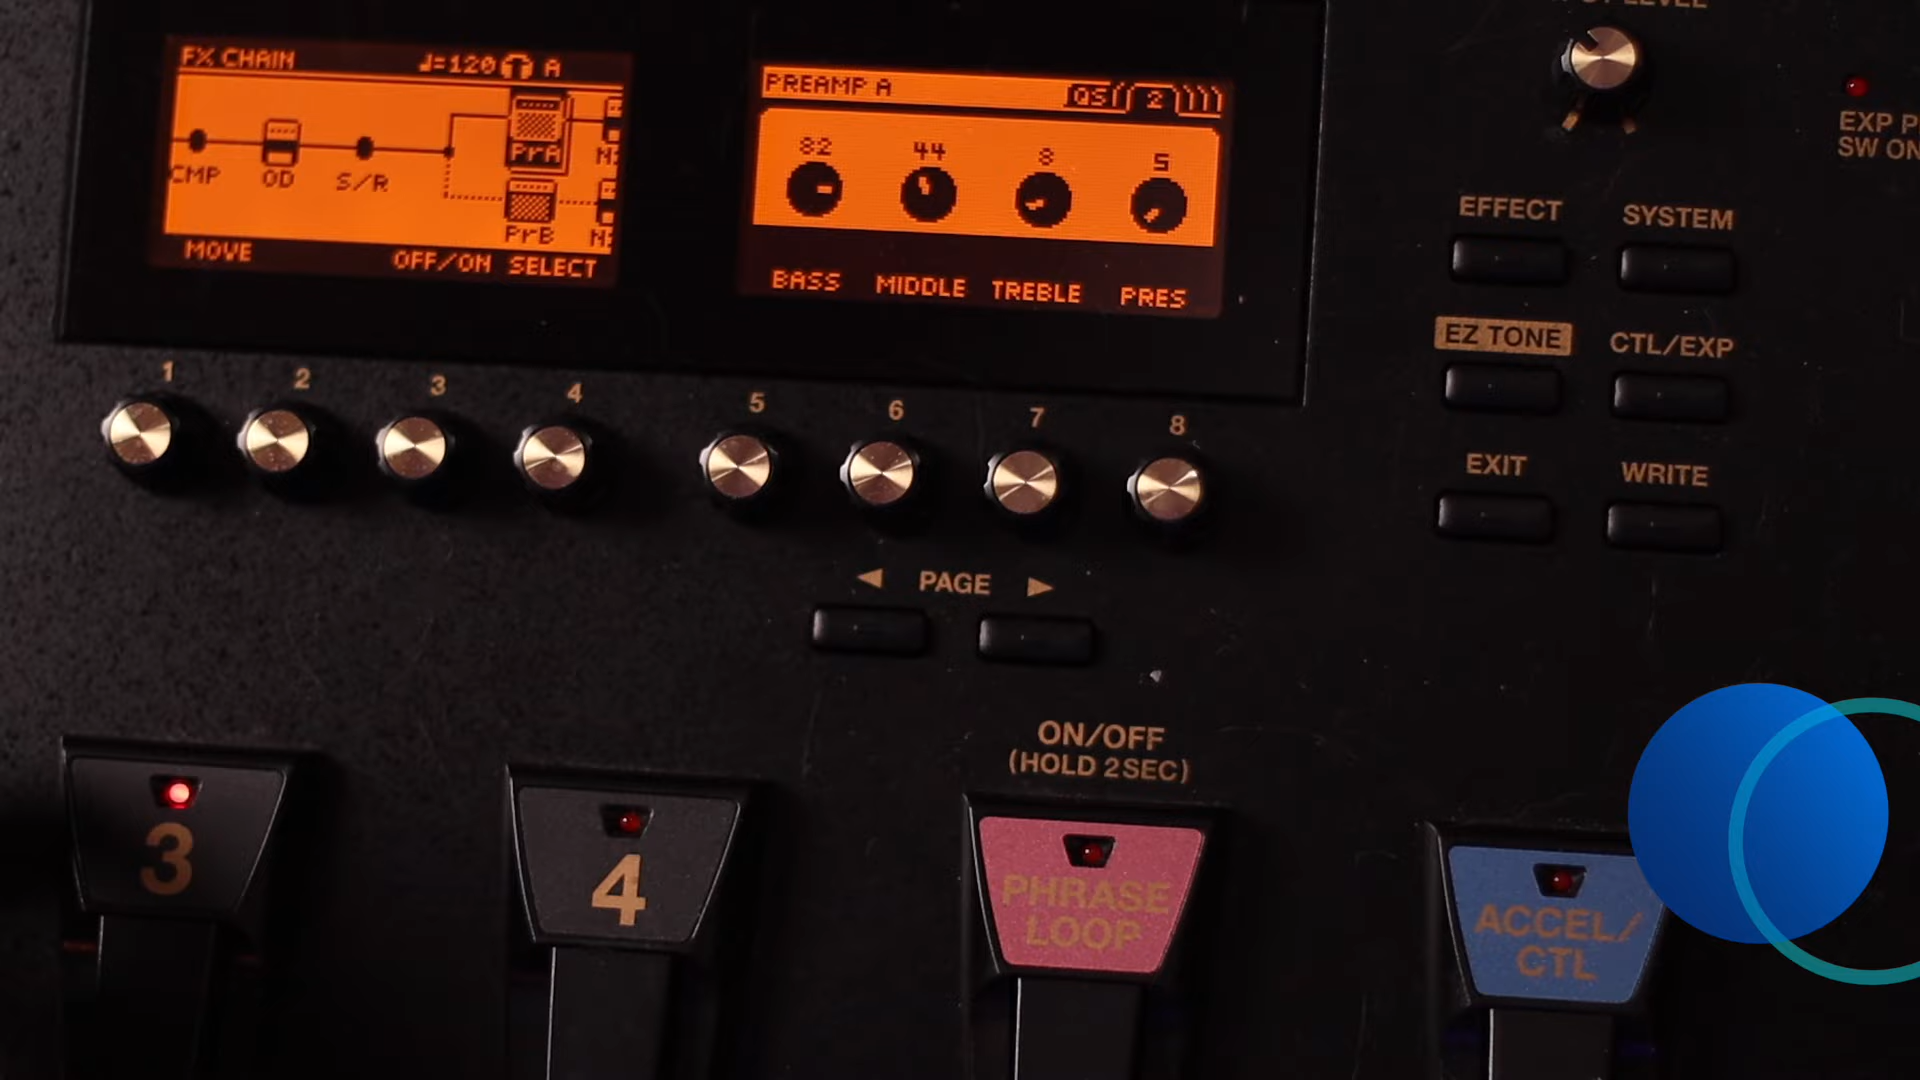 LEVEL
FX CHAIN ♩=120 A
CMP OD S/R PrA
PrB
MOVE OFF/ON SELECT
PREAMP A QS 2
82 44 8 5
BASS MIDDLE TREBLE PRES
EXP P
SW ON
EFFECT SYSTEM
EZ TONE CTL/EXP
EXIT WRITE
1 2 3 4 5 6 7 8
◀ PAGE ▶
ON/OFF
(HOLD 2SEC)
3
4
PHRASE
LOOP
ACCEL/
CTL